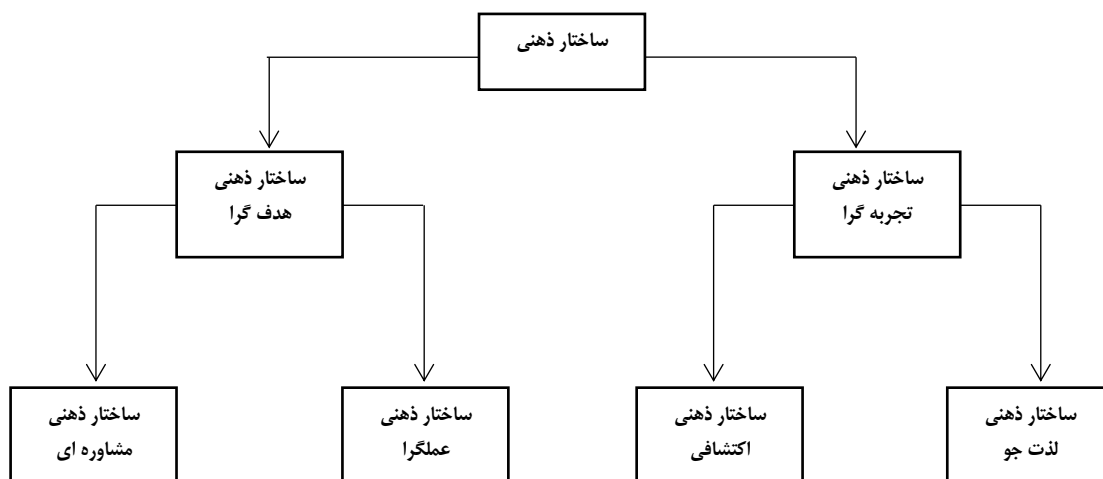 ساختار ذهنی
ساختار ذهنی
تجربه گرا
ساختار ذهنی
هدف گرا
ساختار ذهنی
لذت جو
ساختار ذهنی
اکتشافی
ساختار ذهنی
عملگرا
ساختار ذهنی
مشاوره ای